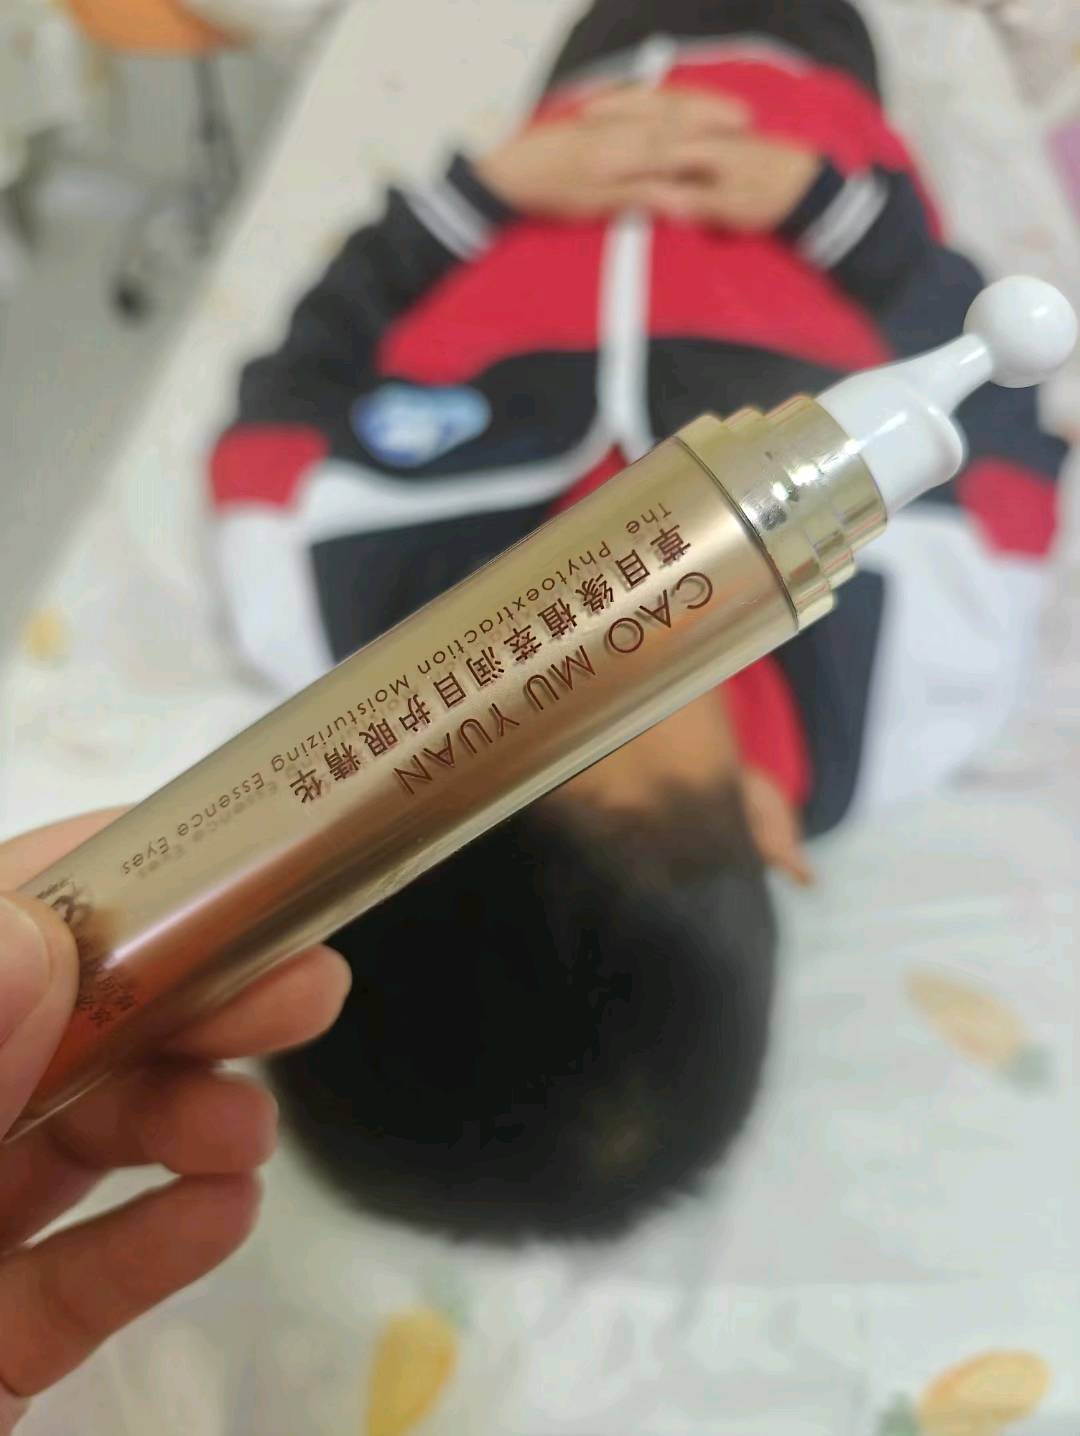 CAO MU YUAN
草目缘植萃润目护眼精华
The Phytoextraction Moisturizing Essence Eyes